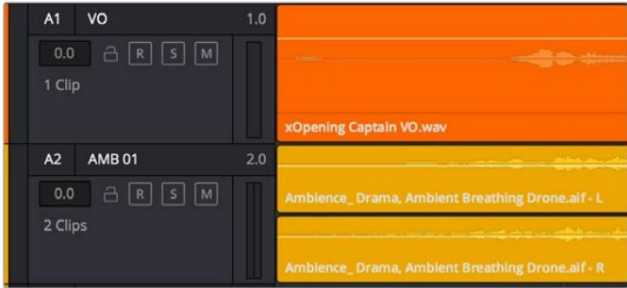 A1 VO 1.0
0.0 R S M
1 Clip
xOpening Captain VO.wav
A2 AMB 01 2.0
0.0 R S M
Ambience_ Drama, Ambient Breathing Drone.aif - L
2 Clips
Ambience_ Drama, Ambient Breathing Drone.aif - R